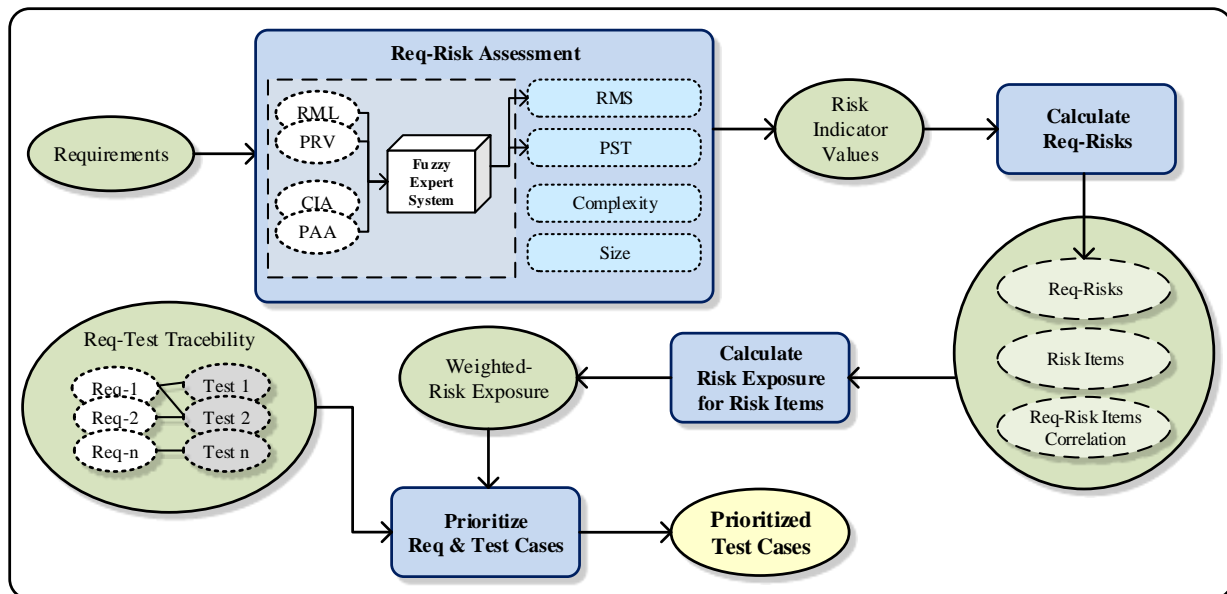 Req-Risk Assessment
Requirements
RML
PRV
CIA
PAA
Fuzzy
Expert
System
RMS
PST
Complexity
Size
Risk
Indicator
Values
Calculate
Req-Risks
Req-Risks
Risk Items
Req-Risk Items
Correlation
Calculate
Risk Exposure
for Risk Items
Weighted-
Risk Exposure
Req-Test Tracebility
Req-1
Test 1
Req-2
Test 2
Req-n
Test n
Prioritize
Req & Test Cases
Prioritized
Test Cases